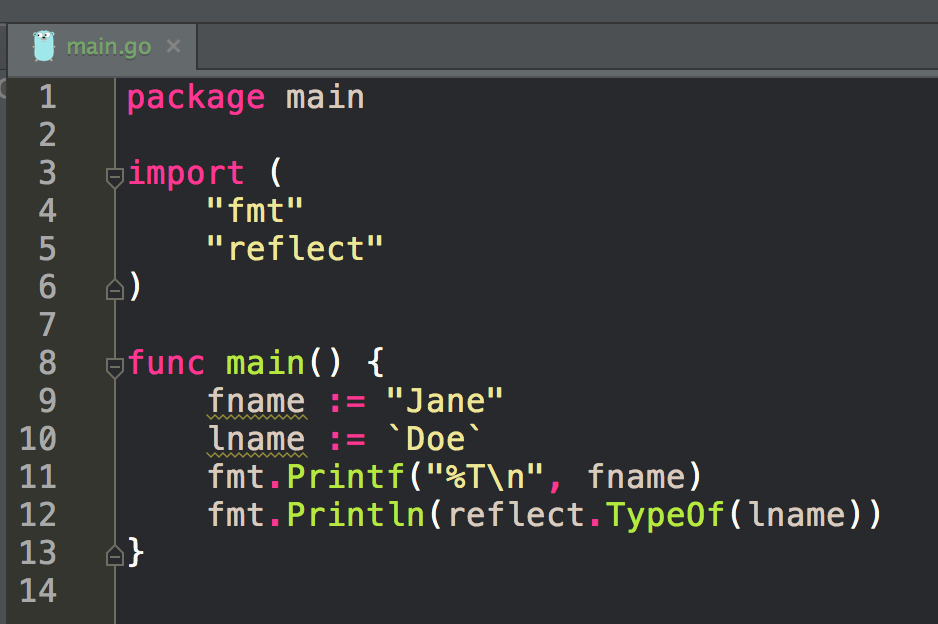 main.go
1 package main
2
3 import (
4     "fmt"
5     "reflect"
6 )
7
8 func main() {
9     fname := "Jane"
10     lname := `Doe`
11     fmt.Printf("%T\n", fname)
12     fmt.Println(reflect.TypeOf(lname))
13 }
14